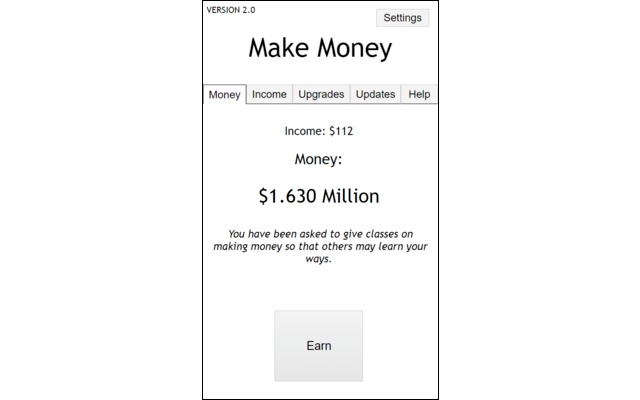 VERSION 2.0
Settings
Make Money
Money Income Upgrades Updates Help
Income: $112
Money:
$1.630 Million
You have been asked to give classes on
making money so that others may learn your
ways.
Earn